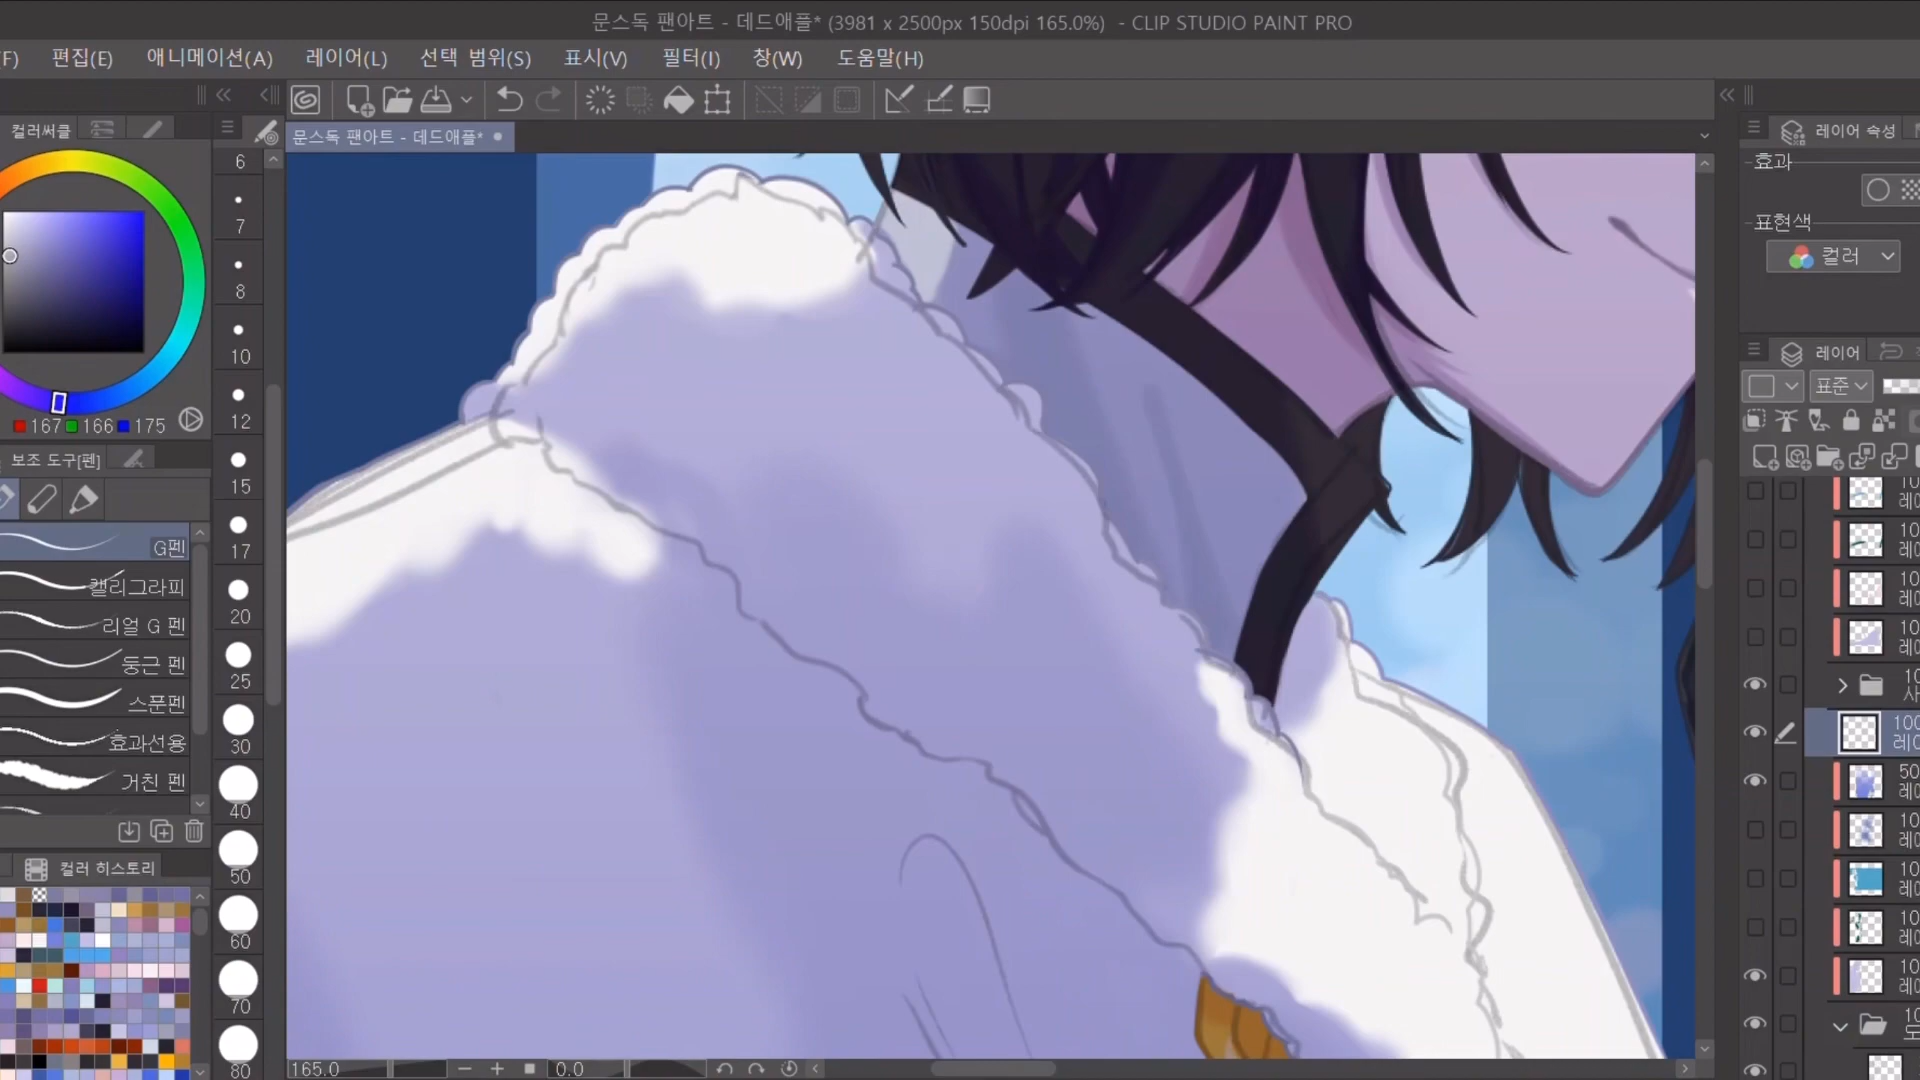 문스독 팬아트 - 데드애플* (3981 x 2500px 150dpi 165.0%) - CLIP STUDIO PAINT PRO
F) 편집(E) 애니메이션(A) 레이어(L) 선택 범위(S) 표시(V) 필터(I) 창(W) 도움말(H)
컬러써클
문스독 팬아트 - 데드애플*
레이어 속성
효과
표현색
컬러
167 166 175
6
7
8
10
12
15
17
20
25
30
40
50
60
70
80
보조 도구[펜]
G펜
캘리그라피
리얼 G 펜
둥근 펜
스푼펜
효과선용
거친 펜
컬러 히스토리
레이어
표준
165.0
0.0